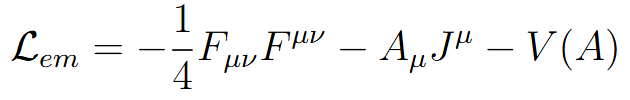 $\mathcal{L}_{em} = -\frac{1}{4} F_{\mu\nu} F^{\mu\nu} - A_{\mu} J^{\mu} - V(A)$